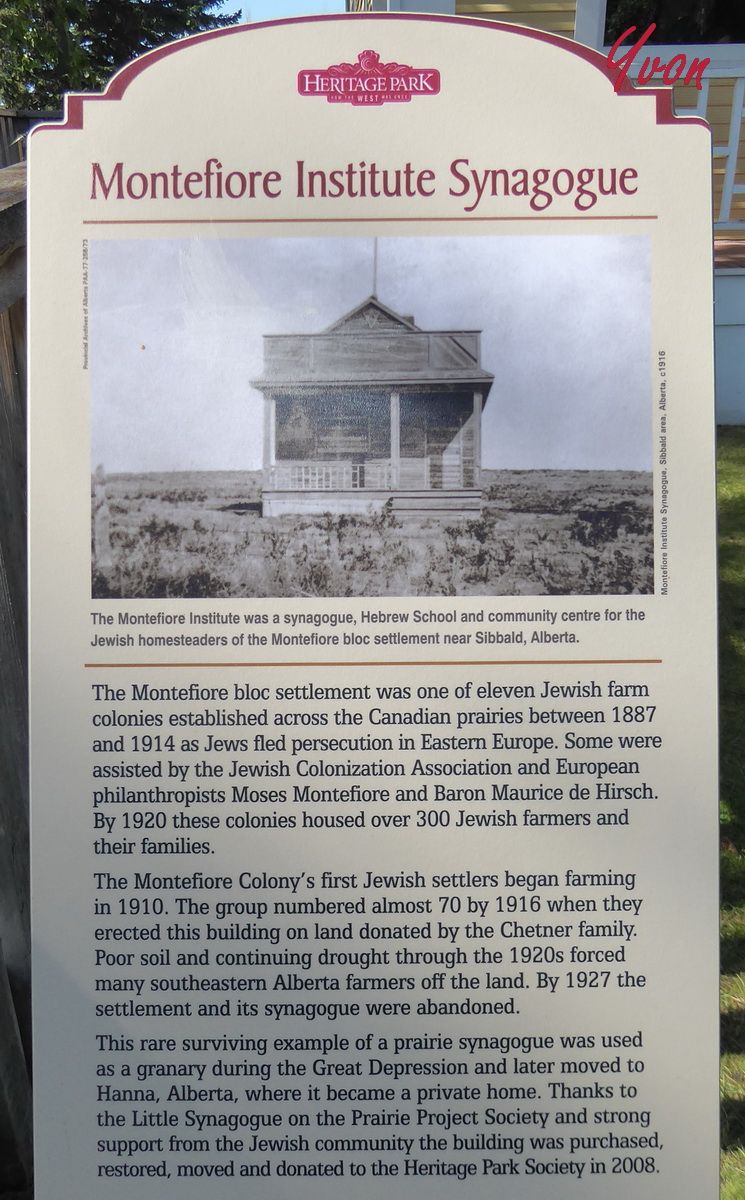 Yvon
HERITAGE PARK
HOW THE WEST WAS ONCE
Montefiore Institute Synagogue
Provincial Archives of Alberta
Montefiore Institute Synagogue, Sibbald area, Alberta, c1916
The Montefiore Institute was a synagogue, Hebrew School and community centre for the
Jewish homesteaders of the Montefiore bloc settlement near Sibbald, Alberta.
The Montefiore bloc settlement was one of eleven Jewish farm
colonies established across the Canadian prairies between 1887
and 1914 as Jews fled persecution in Eastern Europe. Some were
assisted by the Jewish Colonization Association and European
philanthropists Moses Montefiore and Baron Maurice de Hirsch.
By 1920 these colonies housed over 300 Jewish farmers and
their families.
The Montefiore Colony's first Jewish settlers began farming
in 1910. The group numbered almost 70 by 1916 when they
erected this building on land donated by the Chetner family.
Poor soil and continuing drought through the 1920s forced
many southeastern Alberta farmers off the land. By 1927 the
settlement and its synagogue were abandoned.
This rare surviving example of a prairie synagogue was used
as a granary during the Great Depression and later moved to
Hanna, Alberta, where it became a private home. Thanks to
the Little Synagogue on the Prairie Project Society and strong
support from the Jewish community the building was purchased,
restored, moved and donated to the Heritage Park Society in 2008.